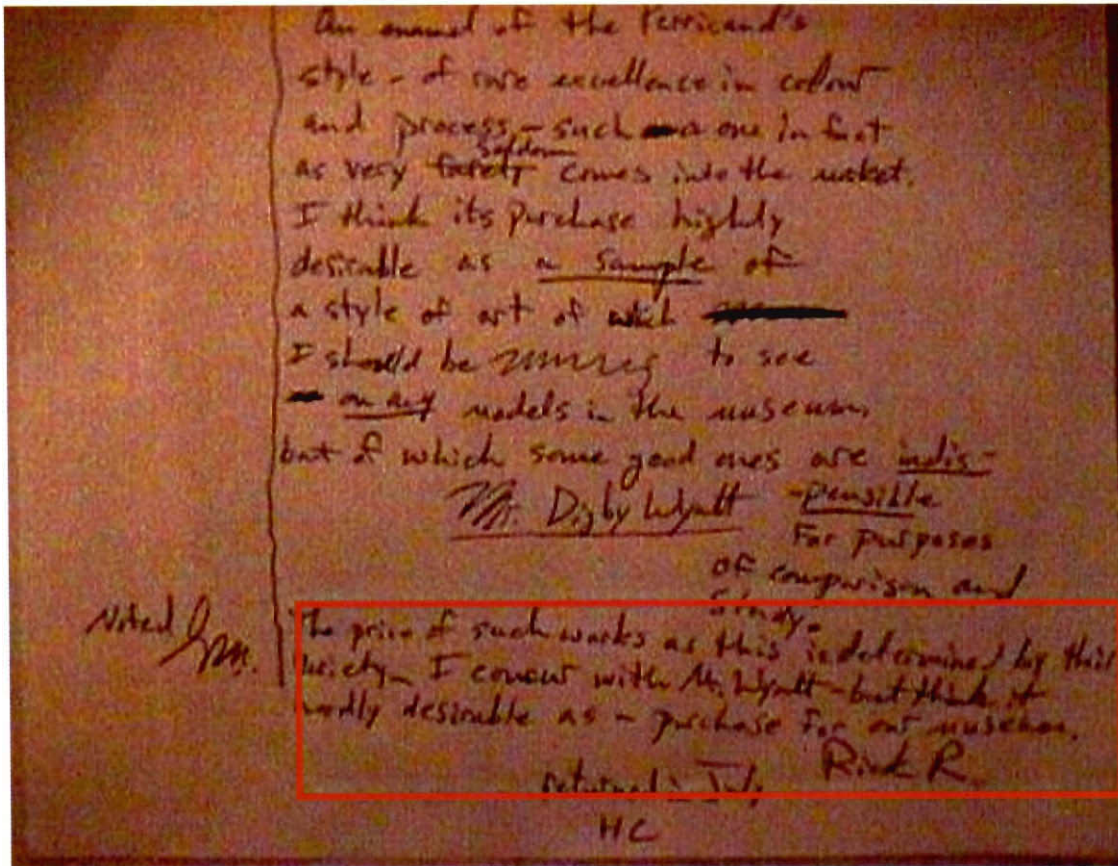 An enamel of the Perricaud's
style - of rare excellence in colour
and process, - such a one in fact
as very seldom comes into the market.
I think its purchase highly
desirable as a sample of
a style of art of which
I should be to see
on any models in the museum,
but of which some good ones are indis-
Mr. Digby Wyatt -pensible
For purposes
of comparison and
study.
Noted
The price of such works as this is determined by their
I concur with Mr. Wyatt - but think it
desirable as - purchase for our museum.
returned in July
HC